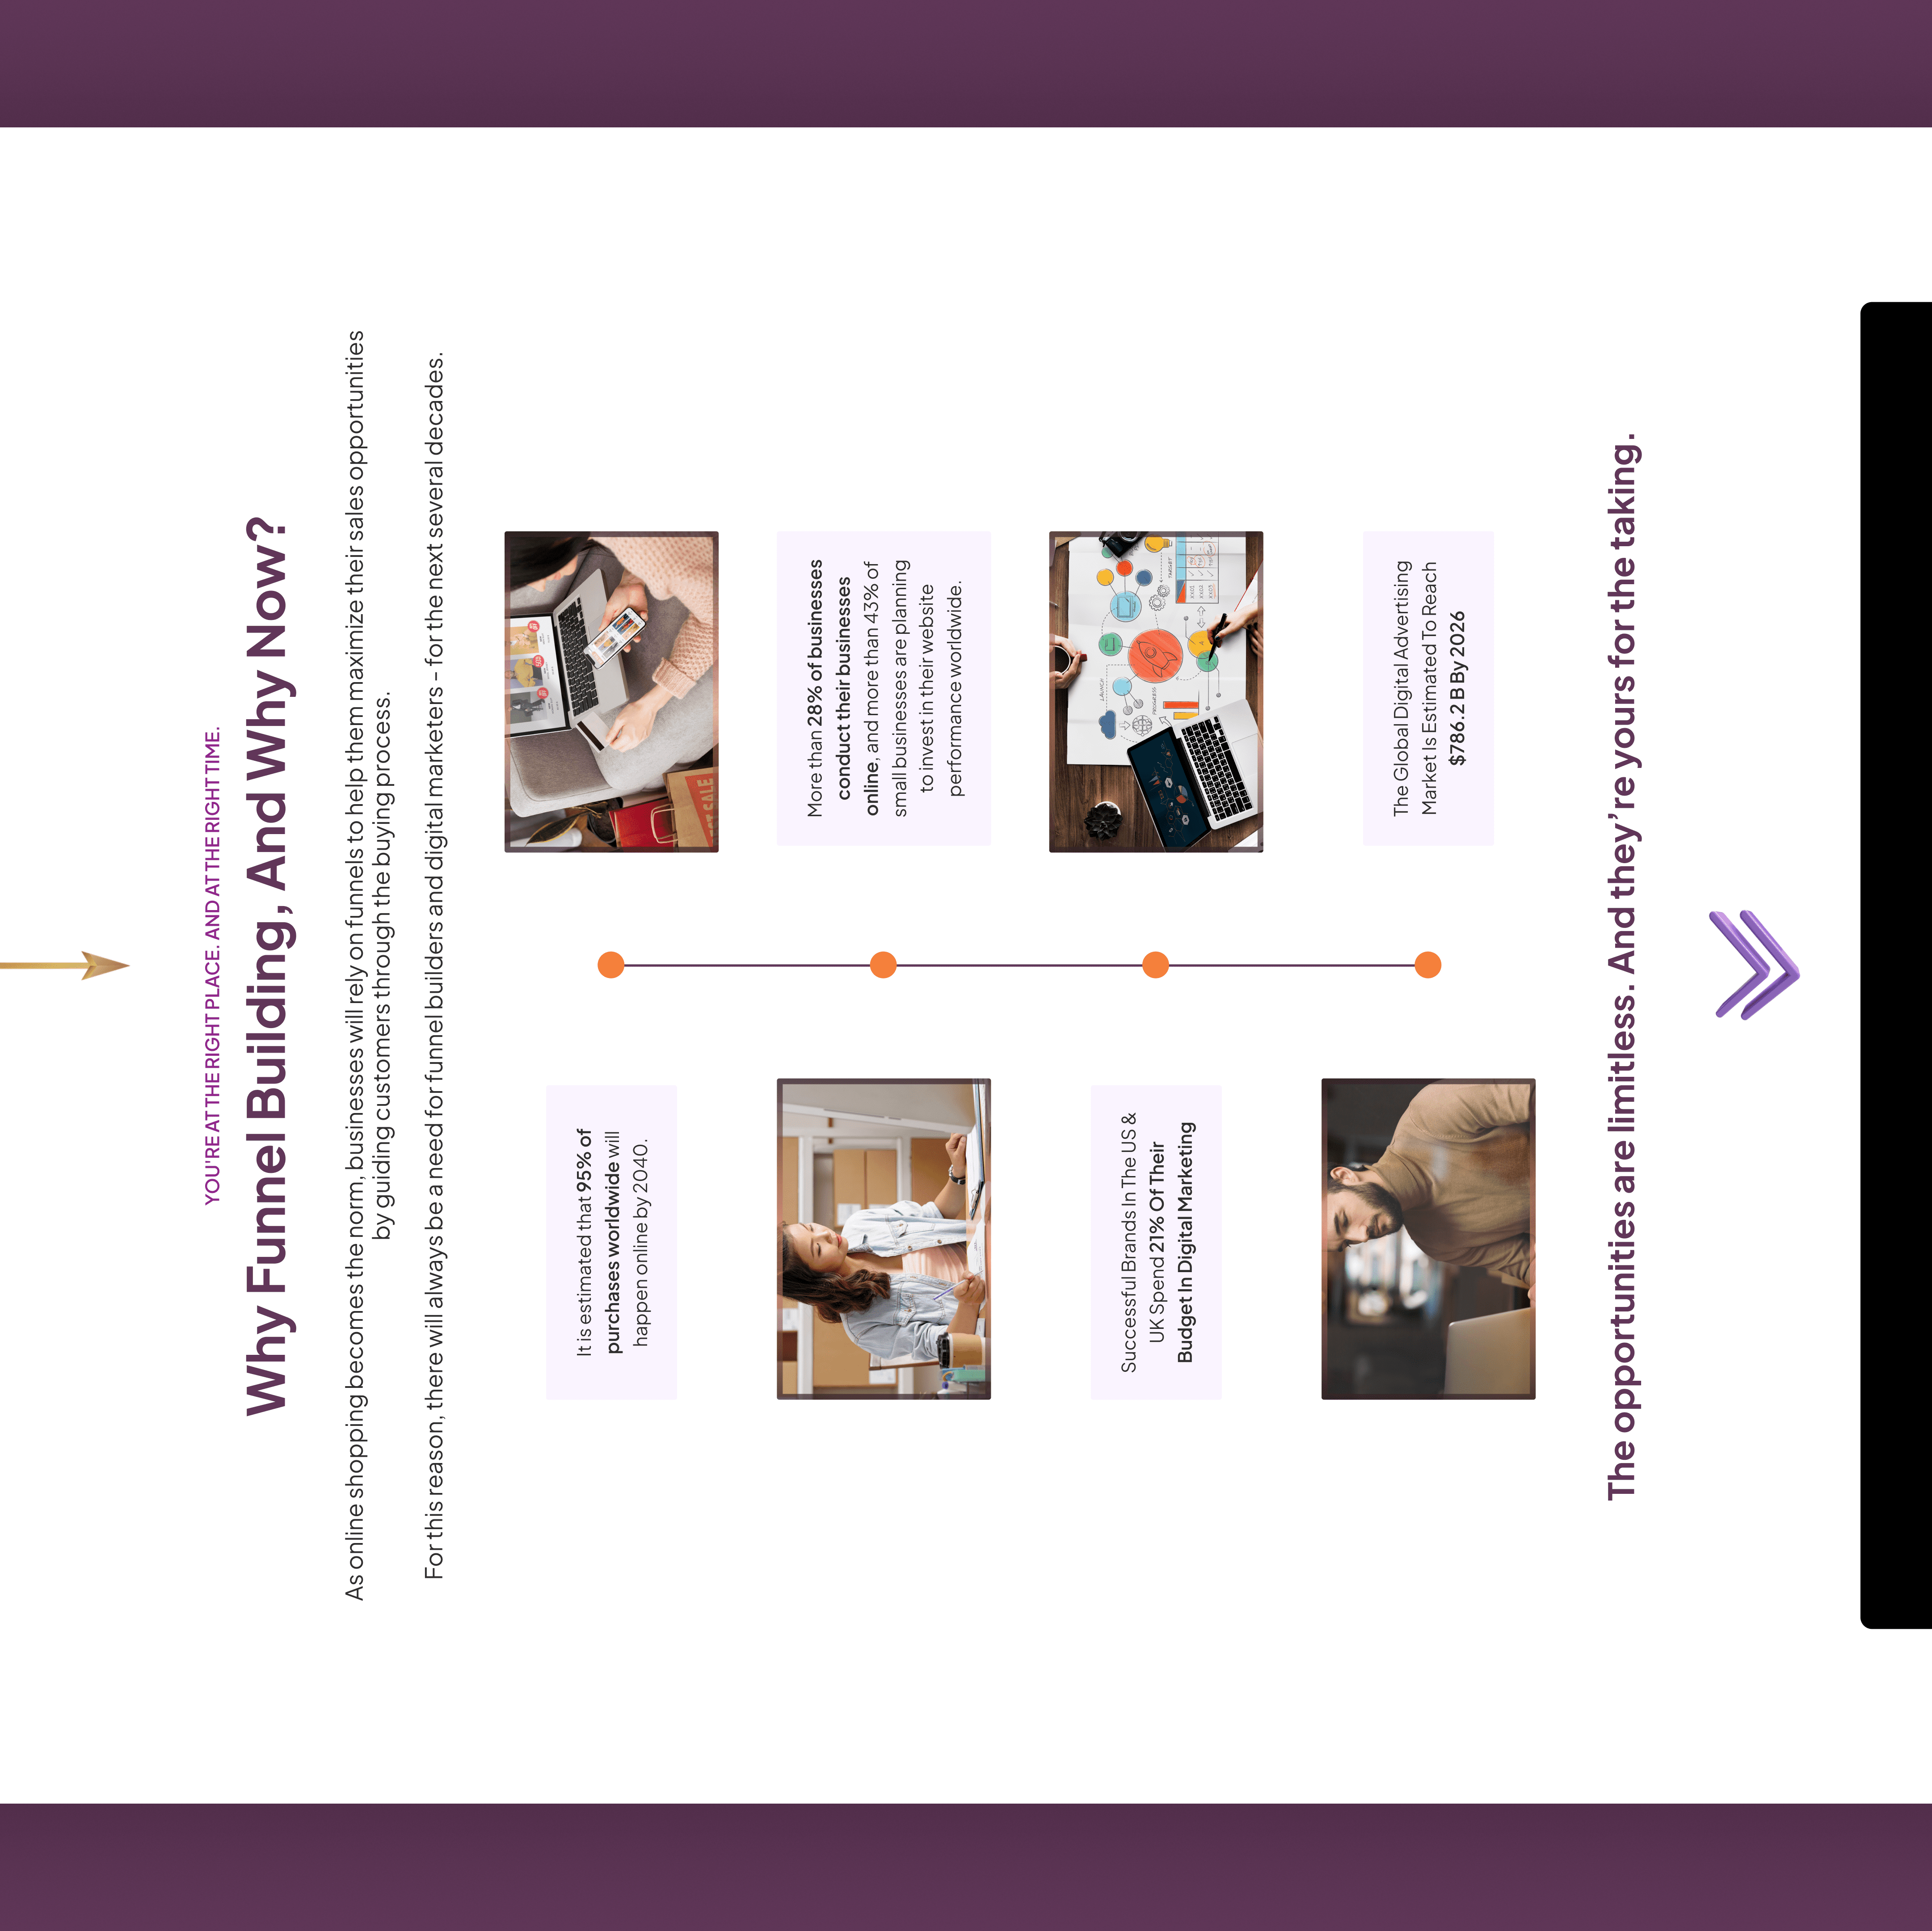 YOU'RE AT THE RIGHT PLACE. AND AT THE RIGHT TIME.
Why Funnel Building, And Why Now?
As online shopping becomes the norm, businesses will rely on funnels to help them maximize their sales opportunities
by guiding customers through the buying process.
For this reason, there will always be a need for funnel builders and digital marketers - for the next several decades.
It is estimated that 95% of
purchases worldwide will
happen online by 2040.
More than 28% of businesses
conduct their businesses
online, and more than 43% of
small businesses are planning
to invest in their website
performance worldwide.
LAUNCH
PROGRESS
TARGET
Successful Brands In The US &
UK Spend 21% Of Their
Budget In Digital Marketing
The Global Digital Advertising
Market Is Estimated To Reach
$786.2 B By 2026
The opportunities are limitless. And they're yours for the taking.